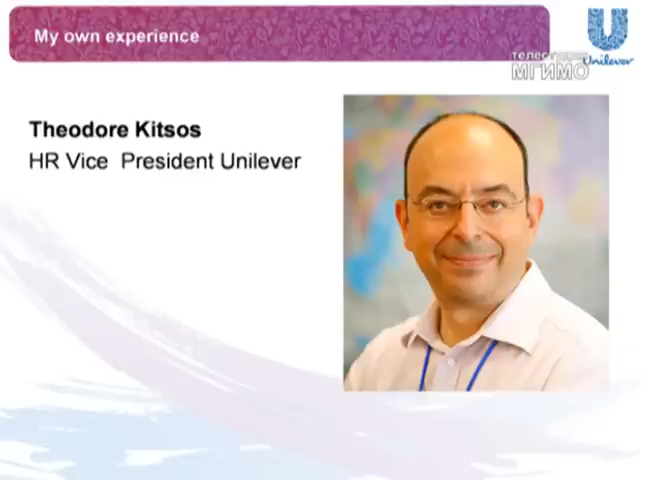 My own experience
Unilever
МГИМО
Theodore Kitsos
HR Vice President Unilever